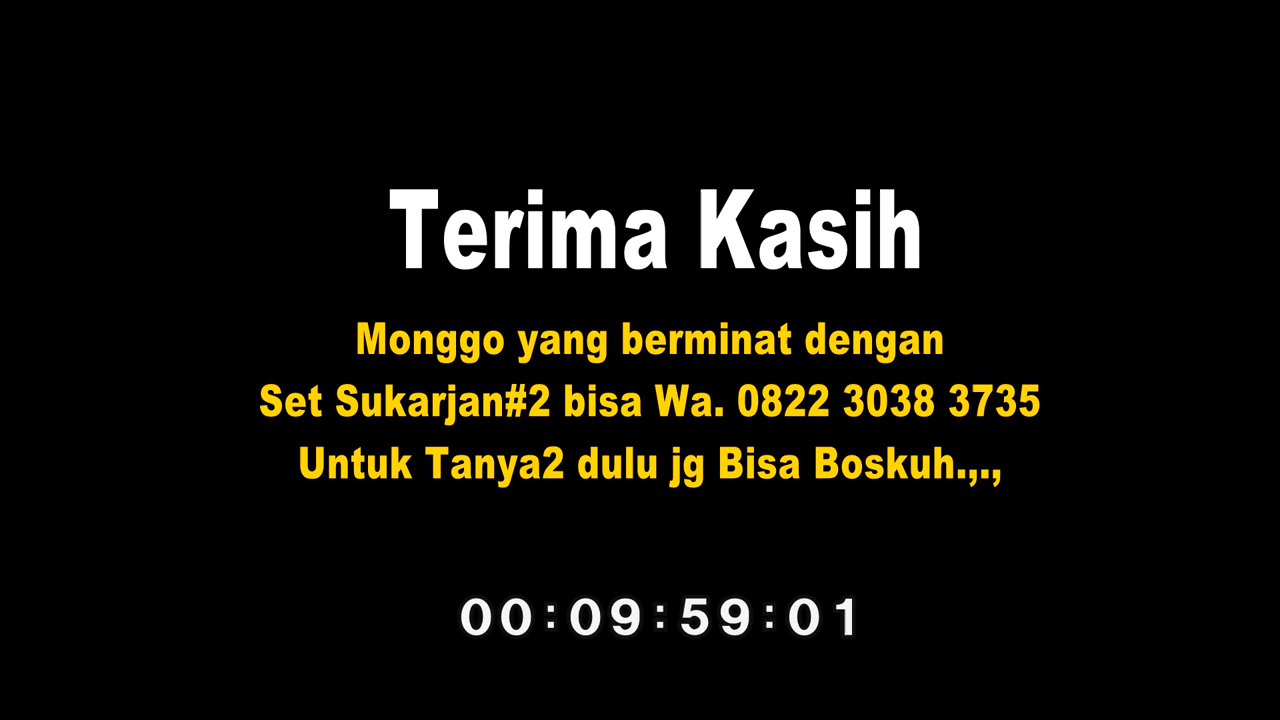 Terima Kasih
Monggo yang berminat dengan
Set Sukarjan#2 bisa Wa. 0822 3038 3735
Untuk Tanya2 dulu jg Bisa Boskuh.,.,
00:09:59:01